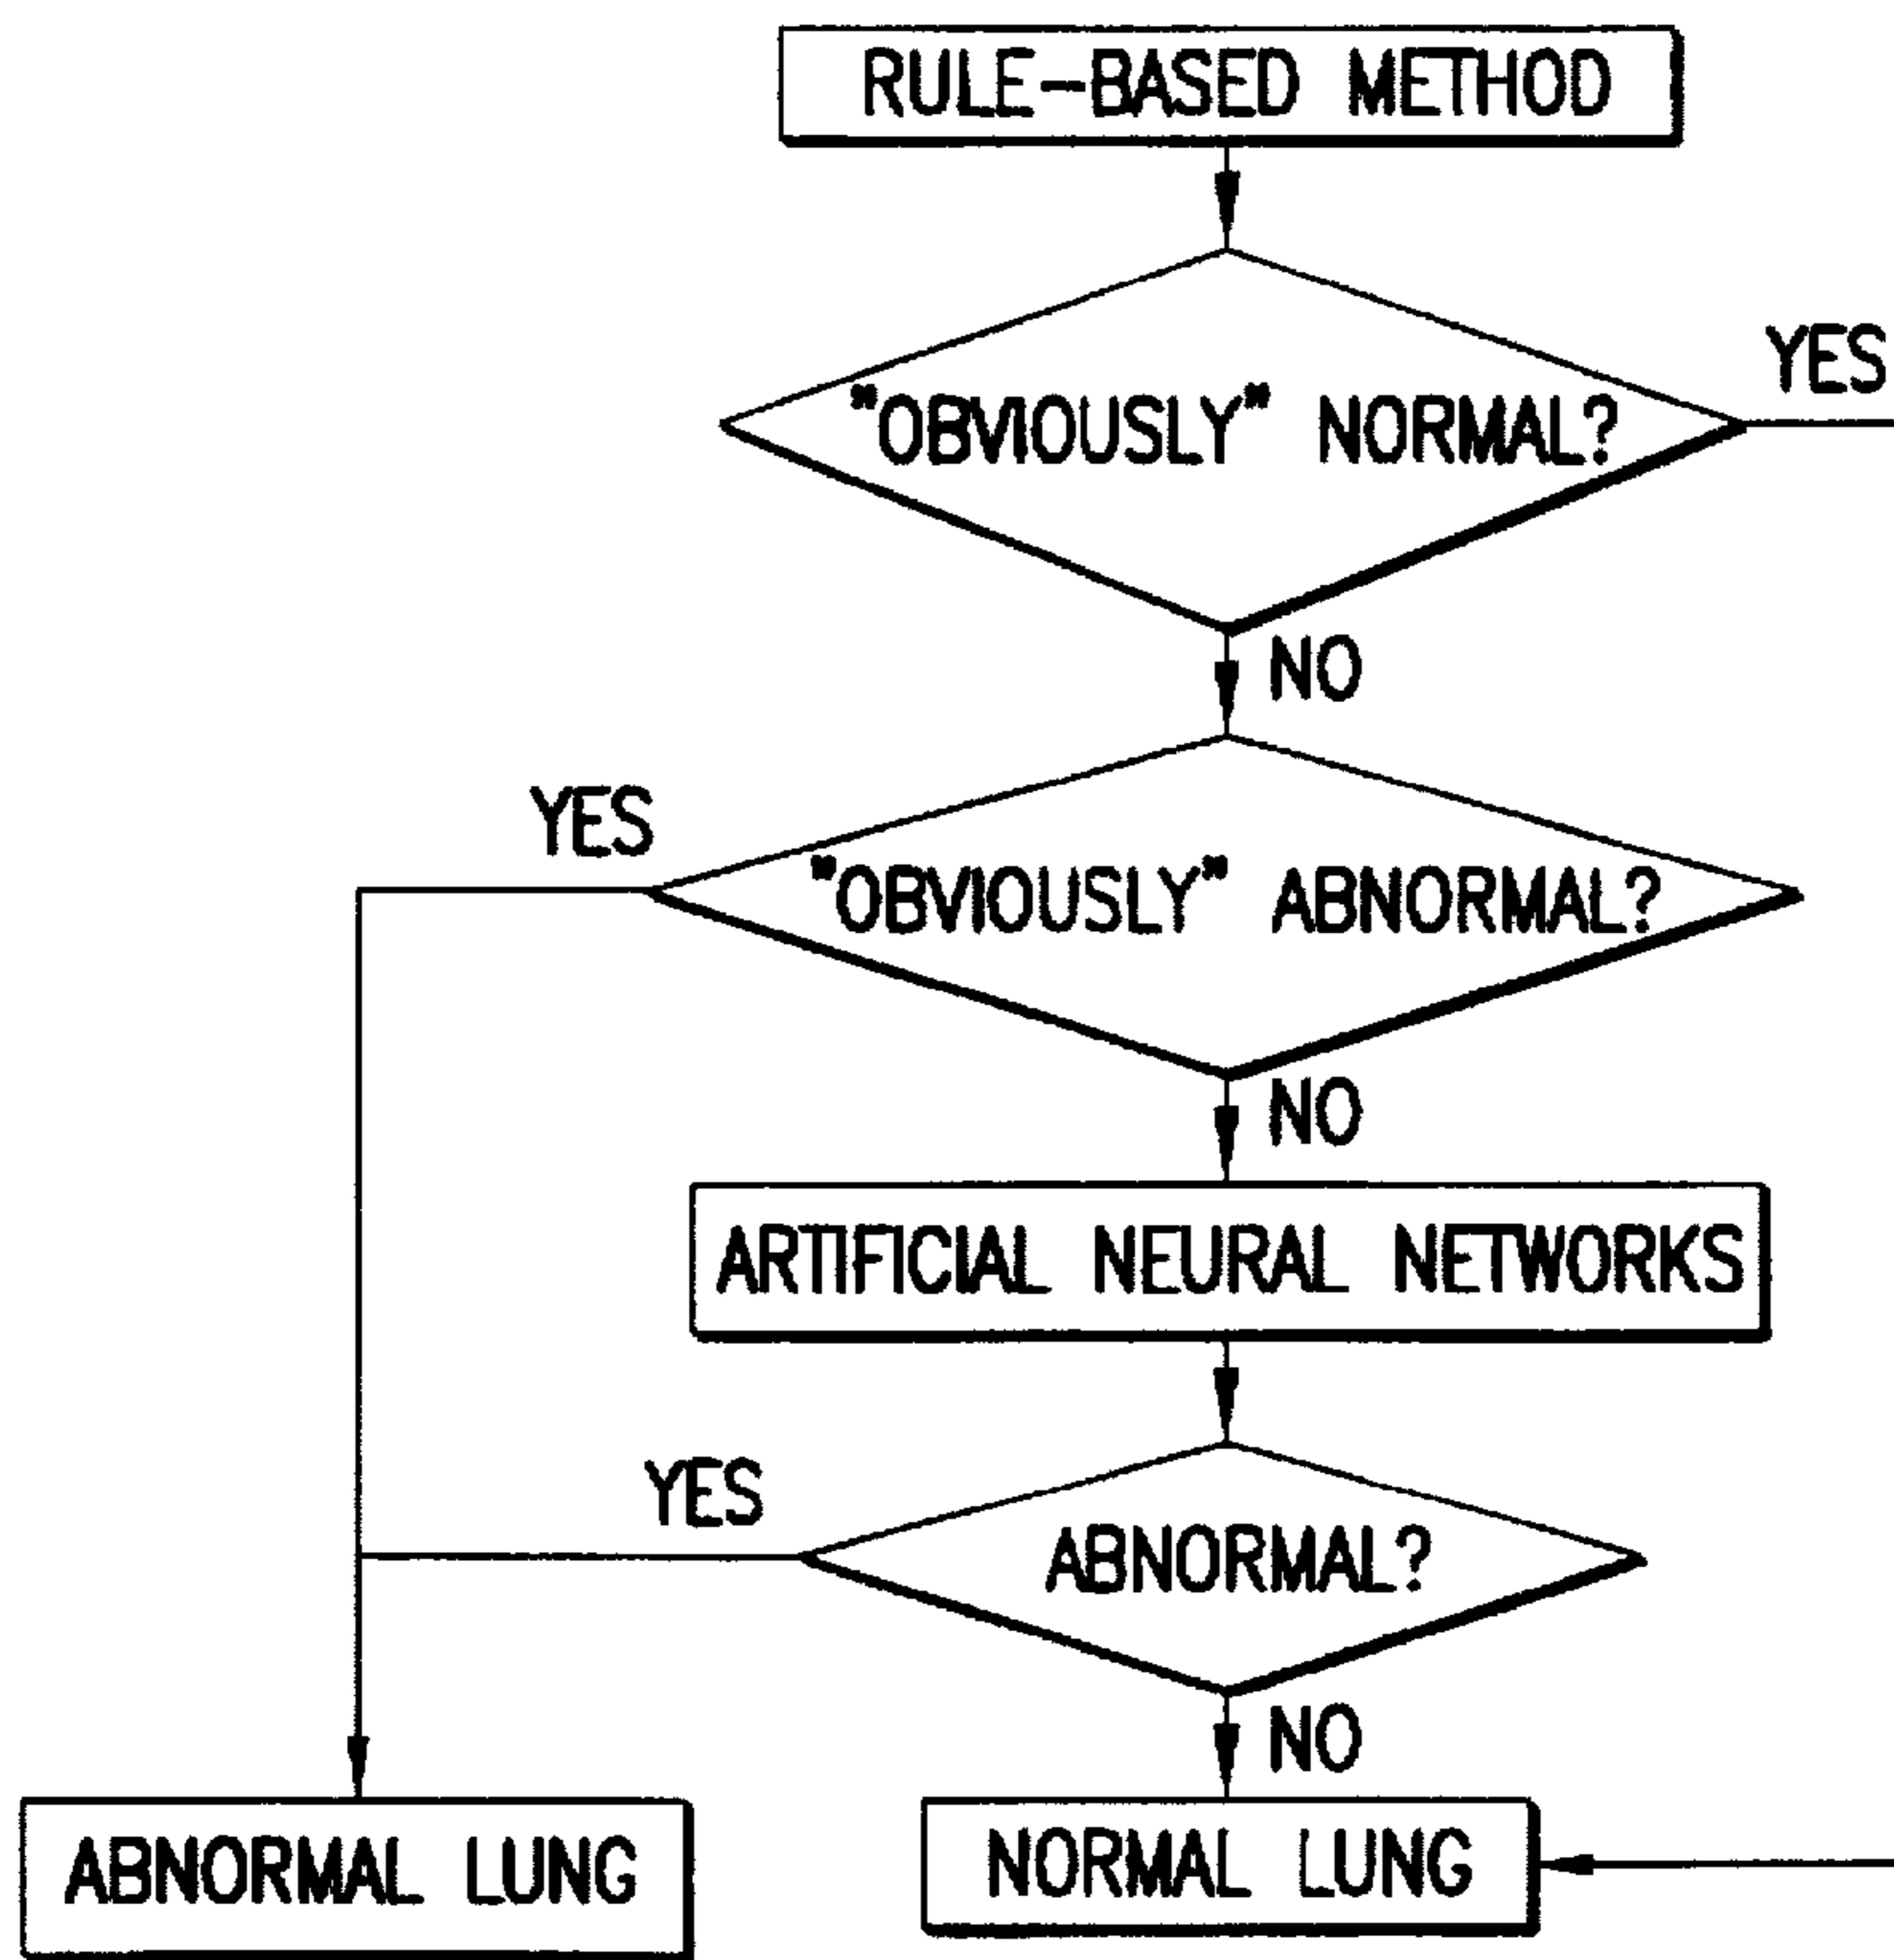 RULE-BASED METHOD
"OBVIOUSLY" NORMAL?
YES
NO
YES
"OBVIOUSLY" ABNORMAL?
NO
ARTIFICIAL NEURAL NETWORKS
YES
ABNORMAL?
NO
ABNORMAL LUNG
NORMAL LUNG